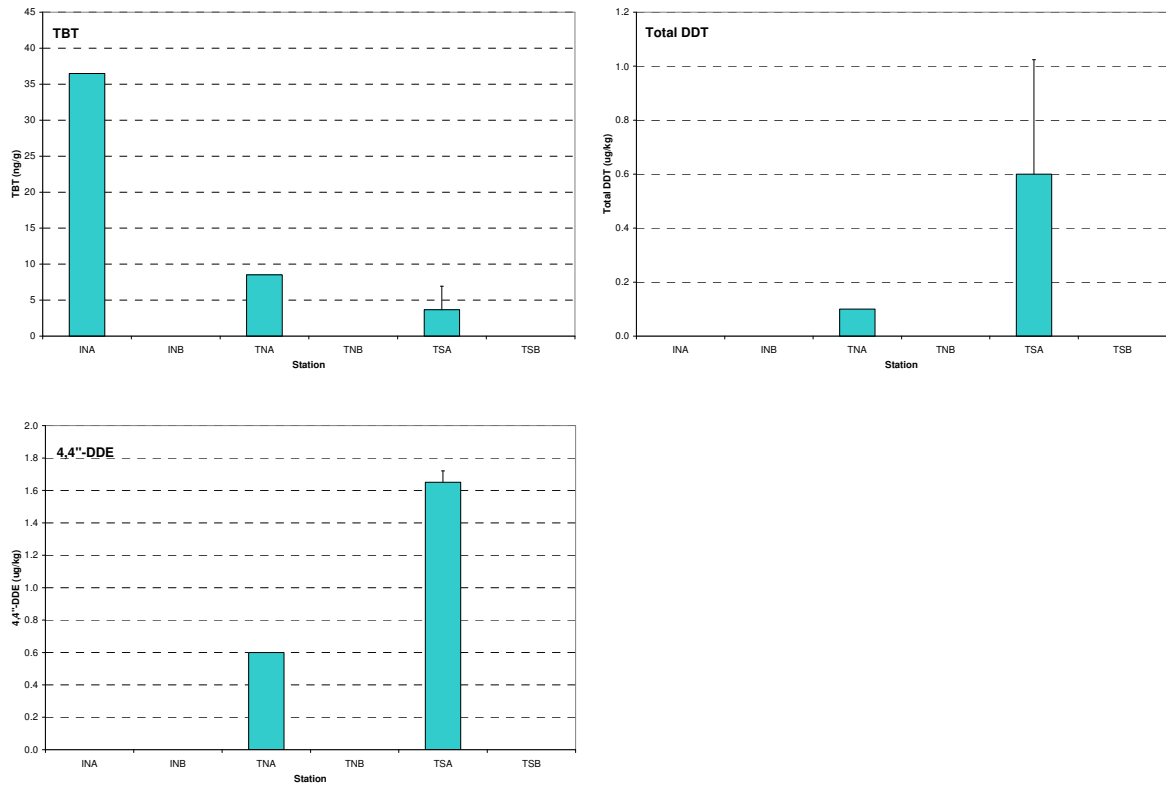 TBT
45
40
35
30
25
20
15
10
5
0
TBT (ng/g)
INA INB TNA TNB TSA TSB
Station
Total DDT
1.2
1.0
0.8
0.6
0.4
0.2
0.0
Total DDT (ug/kg)
INA INB TNA TNB TSA TSB
Station
4,4"-DDE
2.0
1.8
1.6
1.4
1.2
1.0
0.8
0.6
0.4
0.2
0.0
4,4"-DDE (ug/kg)
INA INB TNA TNB TSA TSB
Station